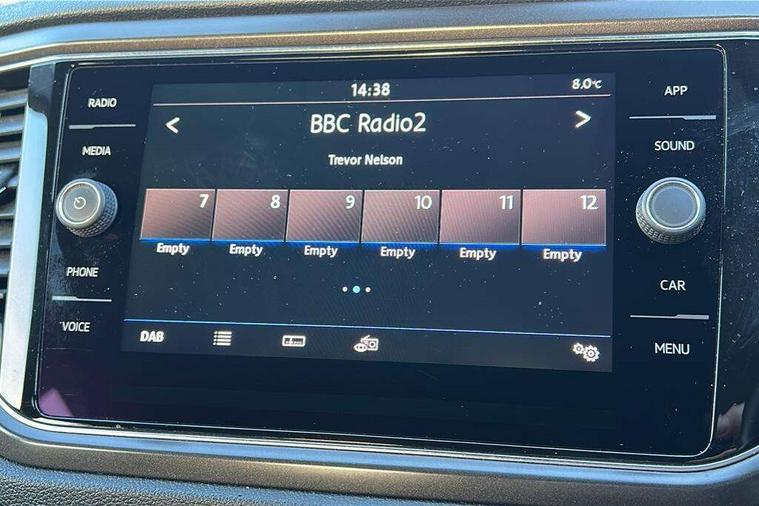 RADIO
MEDIA
PHONE
VOICE
14:38 8.0°C
< BBC Radio2 >
Trevor Nelson
7 8 9 10 11 12
Empty Empty Empty Empty Empty Empty
DAB
APP
SOUND
CAR
MENU